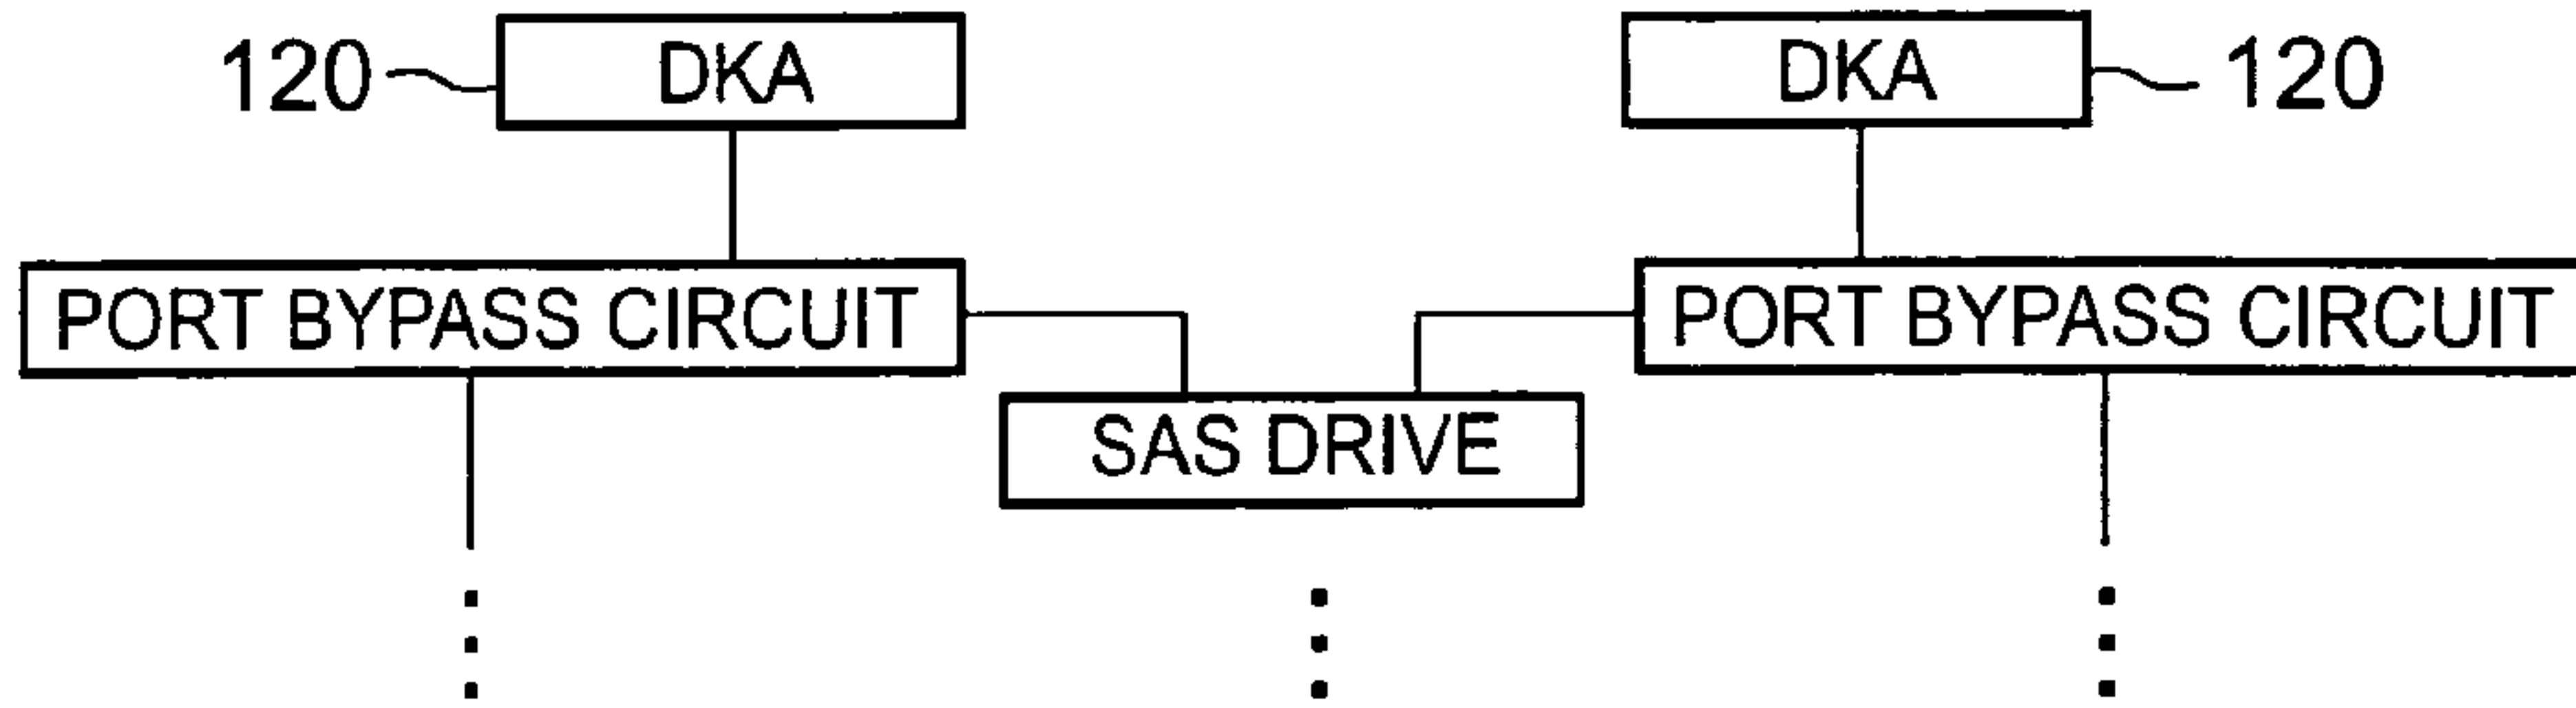 120 DKA DKA 120
PORT BYPASS CIRCUIT PORT BYPASS CIRCUIT
SAS DRIVE